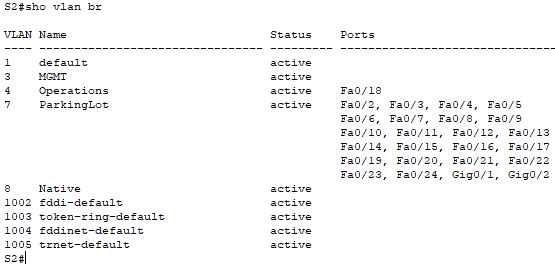 S2#sho vlan br
VLAN Name                             Status    Ports
---- -------------------------------- --------- -------------------------------
1    default                          active
3    MGMT                             active
4    Operations                       active    Fa0/18
7    ParkingLot                       active    Fa0/2, Fa0/3, Fa0/4, Fa0/5
                                                Fa0/6, Fa0/7, Fa0/8, Fa0/9
                                                Fa0/10, Fa0/11, Fa0/12, Fa0/13
                                                Fa0/14, Fa0/15, Fa0/16, Fa0/17
                                                Fa0/19, Fa0/20, Fa0/21, Fa0/22
                                                Fa0/23, Fa0/24, Gig0/1, Gig0/2
8    Native                           active
1002 fddi-default                     active
1003 token-ring-default               active
1004 fddinet-default                  active
1005 trnet-default                    active
S2#